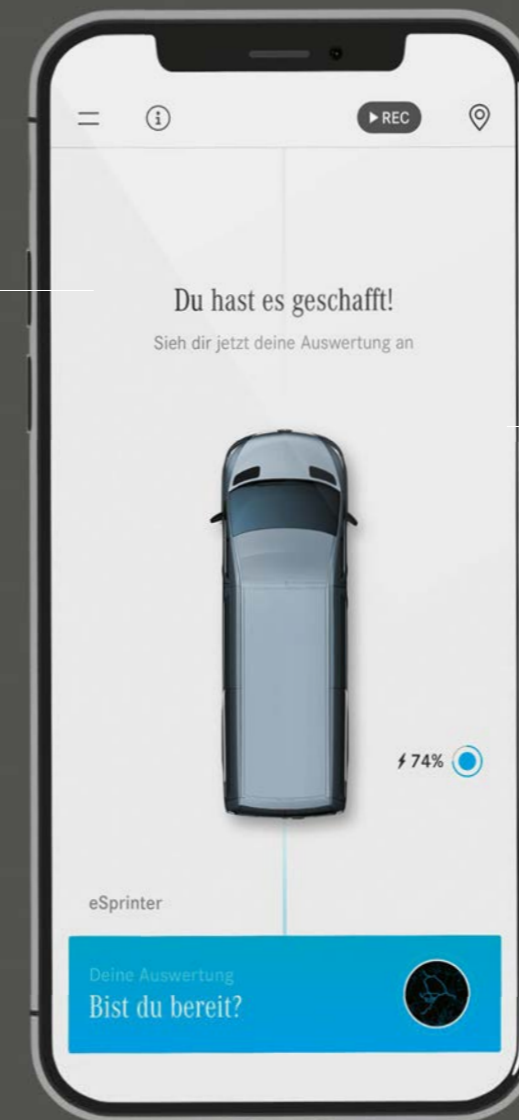 REC
Du hast es geschafft!
Sieh dir jetzt deine Auswertung an
74%
eSprinter
Deine Auswertung
Bist du bereit?